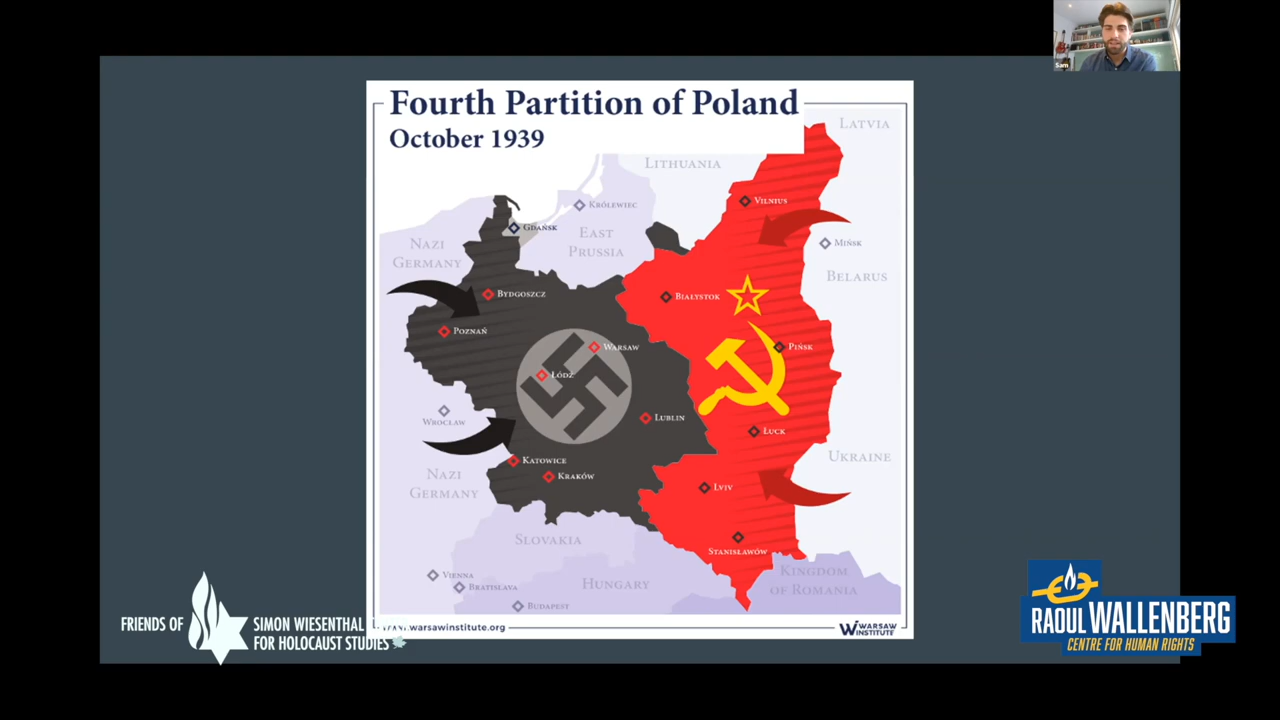 Sam
Fourth Partition of Poland
October 1939
LATVIA
LITHUANIA
VILNIUS
KRÓLEWIEC
GDAŃSK
EAST
PRUSSIA
NAZI
GERMANY
MIŃSK
BELARUS
BYDGOSZCZ
BIAŁYSTOK
POZNAŃ
WARSAW
PIŃSK
ŁÓDŹ
WROCŁAW
LUBLIN
ŁUCK
UKRAINE
KATOWICE
KRAKÓW
NAZI
GERMANY
LVIV
SLOVAKIA
STANISŁAWÓW
VIENNA
BRATISLAVA
HUNGARY
KINGDOM
OF ROMANIA
BUDAPEST
.warsawinstitute.org
WARSAW
INSTITUTE
FRIENDS OF
SIMON WIESENTHAL
FOR HOLOCAUST STUDIES
RAOUL WALLENBERG
CENTRE FOR HUMAN RIGHTS